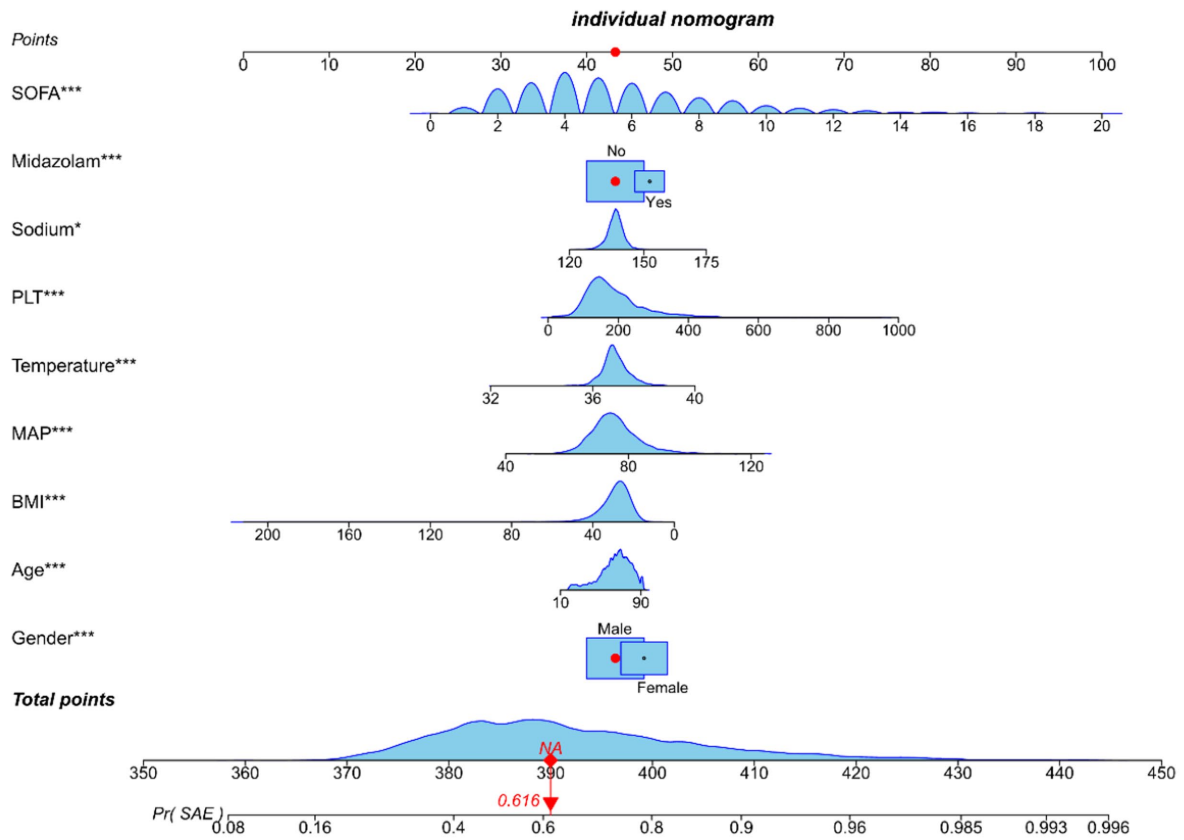 individual nomogram
Points
0 10 20 30 40 50 60 70 80 90 100
SOFA***
0 2 4 6 8 10 12 14 16 18 20
Midazolam***
No
Yes
Sodium*
120 150 175
PLT***
0 200 400 600 800 1000
Temperature***
32 36 40
MAP***
40 80 120
BMI***
200 160 120 80 40 0
Age***
10 90
Gender***
Male
Female
Total points
NA
350 360 370 380 390 400 410 420 430 440 450
0.616
Pr( SAE )
0.08 0.16 0.4 0.6 0.8 0.9 0.96 0.985 0.993 0.996